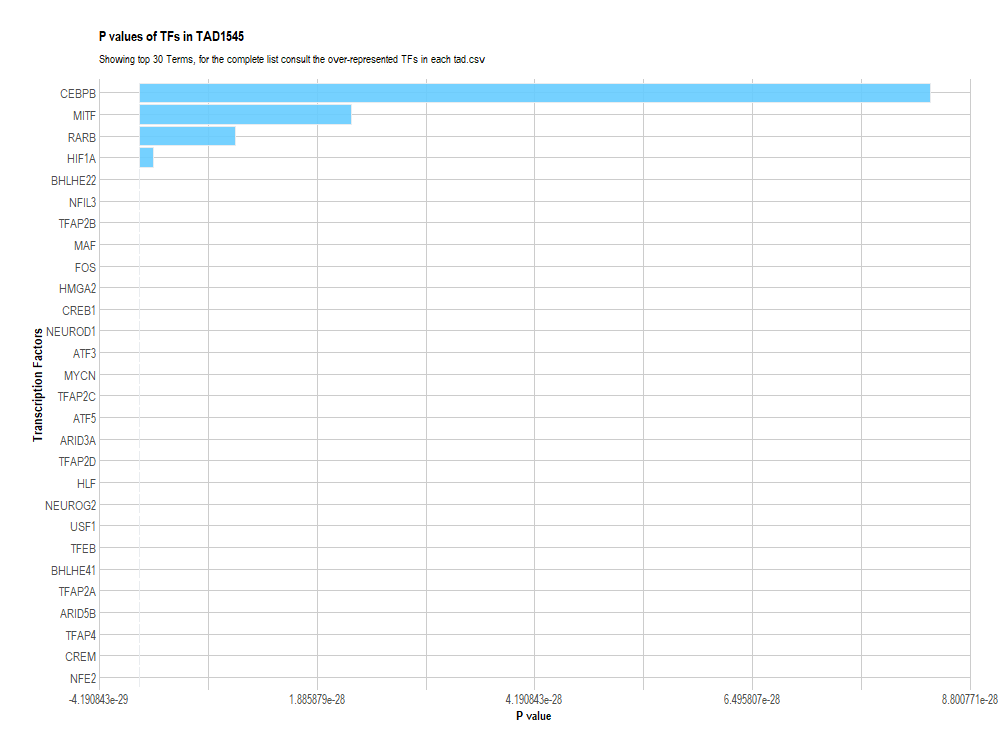 P values of TFs in TAD1545
Showing top 30 Terms, for the complete list consult the over-represented TFs in each tad.csv
Transcription Factors
CEBPB
MITF
RARB
HIF1A
BHLHE22
NFIL3
TFAP2B
MAF
FOS
HMGA2
CREB1
NEUROD1
ATF3
MYCN
TFAP2C
ATF5
ARID3A
TFAP2D
HLF
NEUROG2
USF1
TFEB
BHLHE41
TFAP2A
ARID5B
TFAP4
CREM
NFE2
-4.190843e-29 1.885879e-28 4.190843e-28 6.495807e-28 8.800771e-28
P value